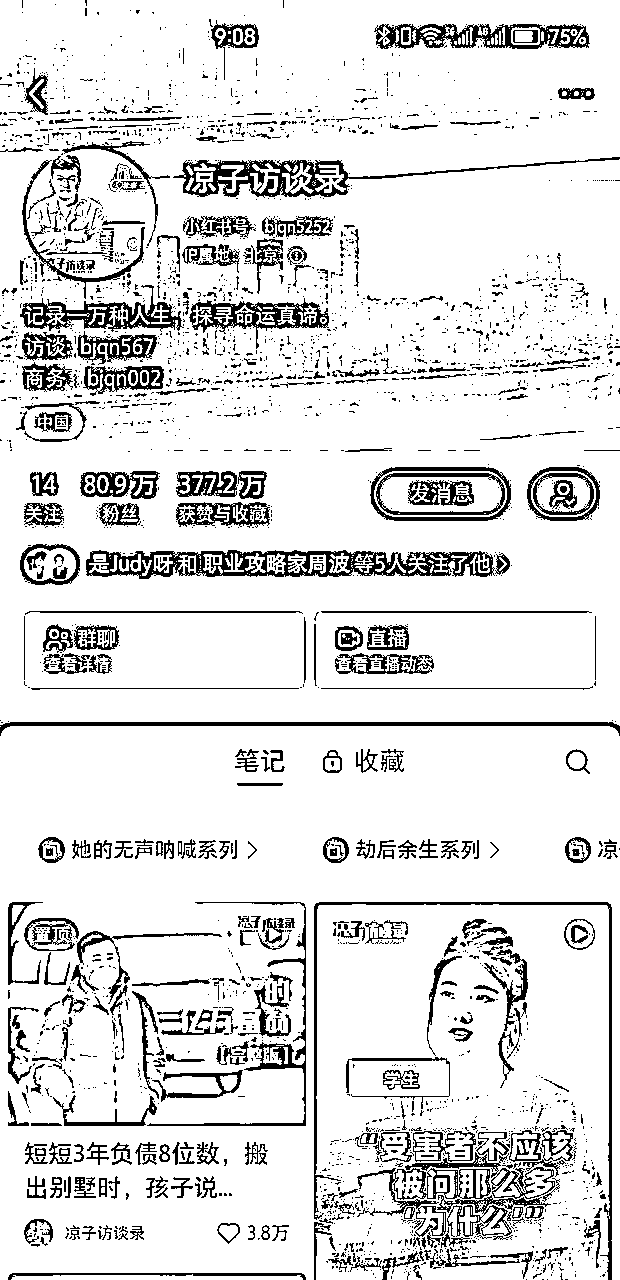 9:08
75%
凉子访谈录
小红书号：bjqn5252
IP属地：北京
记录一万种人生，探寻命运真谛。
访谈：bjqn567
商务：bjqn002
中国
14 80.9万 377.2万
关注 粉丝 获赞与收藏
发消息
是Judy呀 和 职业攻略家周波 等5人关注了他
群聊
查看详情
直播
查看直播动态
笔记 收藏
她的无声呐喊系列 劫后余生系列 凉
置顶
凉子访谈录
【完整版】
短短3年负债8位数，搬
出别墅时，孩子说...
凉子访谈录 3.8万
凉子访谈录
学生
“受害者不应该
被问那么多
‘为什么’”